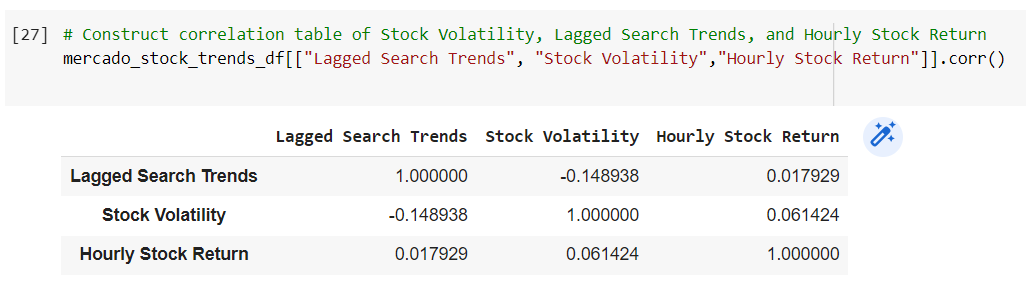 [27] # Construct correlation table of Stock Volatility, Lagged Search Trends, and Hourly Stock Return
mercado_stock_trends_df[["Lagged Search Trends", "Stock Volatility","Hourly Stock Return"]].corr()
Lagged Search Trends Stock Volatility Hourly Stock Return
Lagged Search Trends 1.000000 -0.148938 0.017929
Stock Volatility -0.148938 1.000000 0.061424
Hourly Stock Return 0.017929 0.061424 1.000000